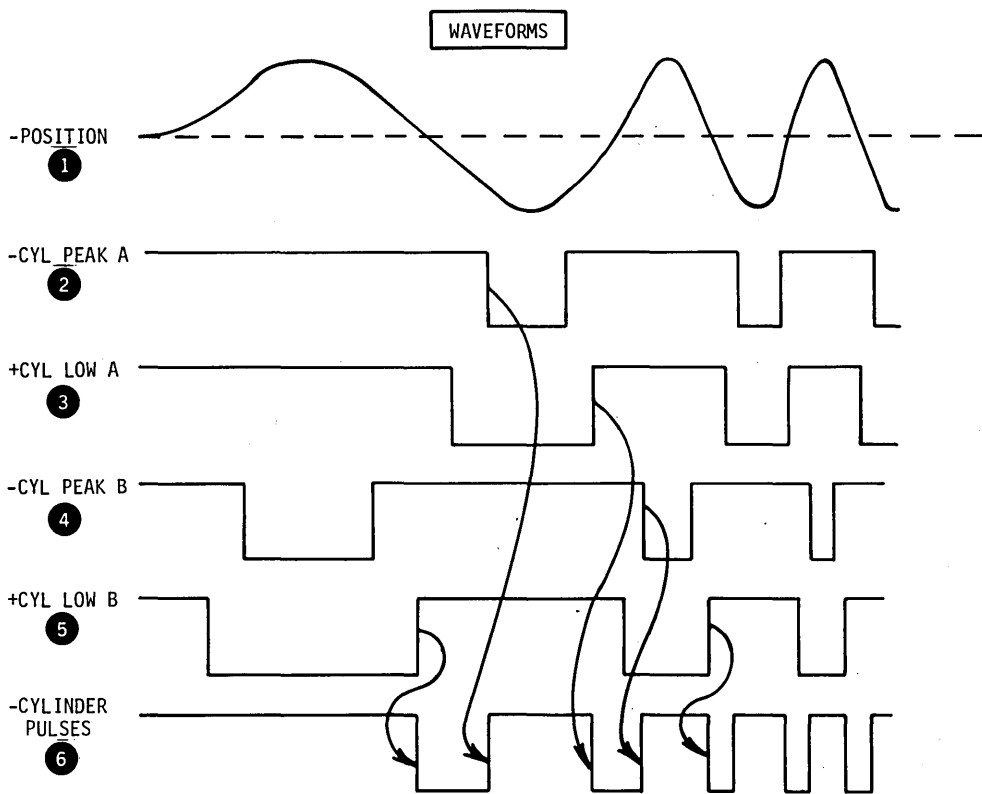 WAVEFORMS
-POSITION
1
-CYL PEAK A
2
+CYL LOW A
3
-CYL PEAK B
4
+CYL LOW B
5
-CYLINDER
PULSES
6